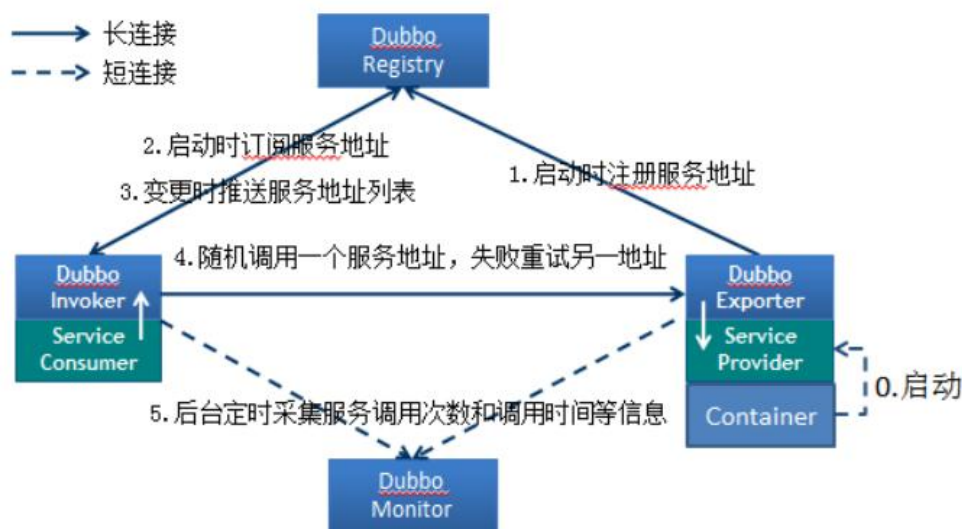 长连接
短连接
Dubbo
Registry
2.启动时订阅服务地址
3.变更时推送服务地址列表
1.启动时注册服务地址
4.随机调用一个服务地址，失败重试另一地址
Dubbo
Invoker
Service
Consumer
Dubbo
Exporter
Service
Provider
Container
0.启动
5.后台定时采集服务调用次数和调用时间等信息
Dubbo
Monitor